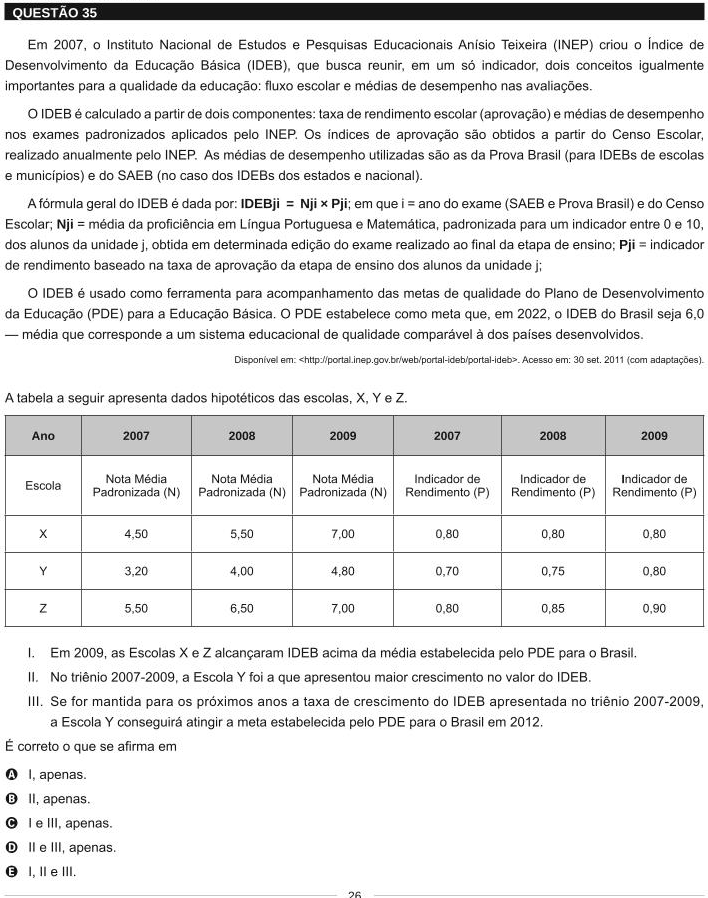 QUESTÃO 35
Em 2007, o Instituto Nacional de Estudos e Pesquisas Educacionais Anísio Teixeira (INEP) criou o Índice de
Desenvolvimento da Educação Básica (IDEB), que busca reunir, em um só indicador, dois conceitos igualmente
importantes para a qualidade da educação: fluxo escolar e médias de desempenho nas avaliações.
O IDEB é calculado a partir de dois componentes: taxa de rendimento escolar (aprovação) e médias de desempenho
nos exames padronizados aplicados pelo INEP. Os índices de aprovação são obtidos a partir do Censo Escolar,
realizado anualmente pelo INEP. As médias de desempenho utilizadas são as da Prova Brasil (para IDEBs de escolas
e municípios) e do SAEB (no caso dos IDEBs dos estados e nacional).
A fórmula geral do IDEB é dada por: IDEBji = Nji × Pji; em que i = ano do exame (SAEB e Prova Brasil) e do Censo
Escolar; Nji = média da proficiência em Língua Portuguesa e Matemática, padronizada para um indicador entre 0 e 10,
dos alunos da unidade j, obtida em determinada edição do exame realizado ao final da etapa de ensino; Pji = indicador
de rendimento baseado na taxa de aprovação da etapa de ensino dos alunos da unidade j;
O IDEB é usado como ferramenta para acompanhamento das metas de qualidade do Plano de Desenvolvimento
da Educação (PDE) para a Educação Básica. O PDE estabelece como meta que, em 2022, o IDEB do Brasil seja 6,0
— média que corresponde a um sistema educacional de qualidade comparável à dos países desenvolvidos.
Disponível em: <http://portal.inep.gov.br/web/portal-ideb/portal-ideb>. Acesso em: 30 set. 2011 (com adaptações).
A tabela a seguir apresenta dados hipotéticos das escolas, X, Y e Z.
Ano 2007 2008 2009 2007 2008 2009
Escola Nota Média Padronizada (N) Nota Média Padronizada (N) Nota Média Padronizada (N) Indicador de Rendimento (P) Indicador de Rendimento (P) Indicador de Rendimento (P)
X 4,50 5,50 7,00 0,80 0,80 0,80
Y 3,20 4,00 4,80 0,70 0,75 0,80
Z 5,50 6,50 7,00 0,80 0,85 0,90
I. Em 2009, as Escolas X e Z alcançaram IDEB acima da média estabelecida pelo PDE para o Brasil.
II. No triênio 2007-2009, a Escola Y foi a que apresentou maior crescimento no valor do IDEB.
III. Se for mantida para os próximos anos a taxa de crescimento do IDEB apresentada no triênio 2007-2009,
a Escola Y conseguirá atingir a meta estabelecida pelo PDE para o Brasil em 2012.
É correto o que se afirma em
A I, apenas.
B II, apenas.
C I e III, apenas.
D II e III, apenas.
E I, II e III.
26